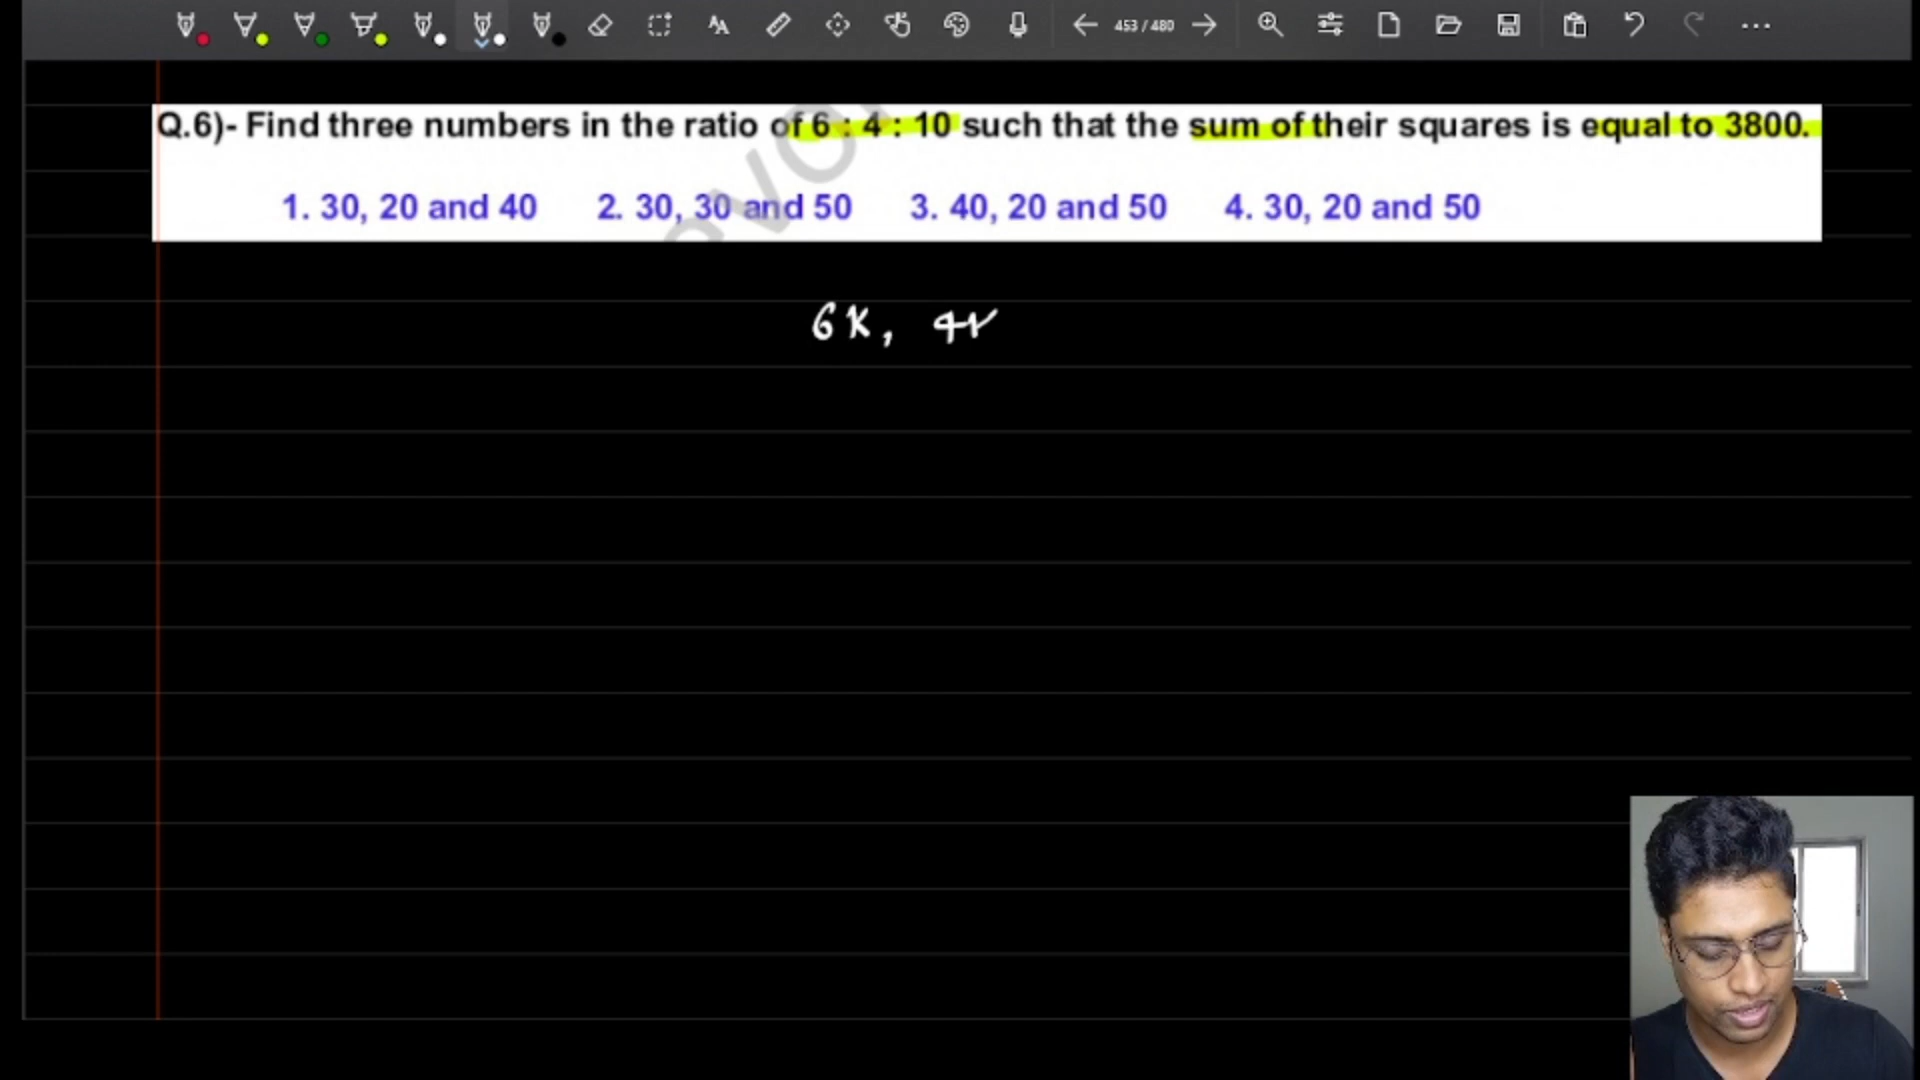 453 / 480
Q.6)- Find three numbers in the ratio of 6 : 4 : 10 such that the sum of their squares is equal to 3800.
1. 30, 20 and 40 2. 30, 30 and 50 3. 40, 20 and 50 4. 30, 20 and 50
6K, 4